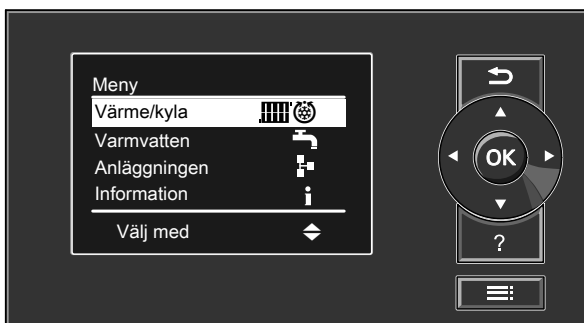 Meny
Värme/kyla
Varmvatten
Anläggningen
Information
Välj med
OK
?